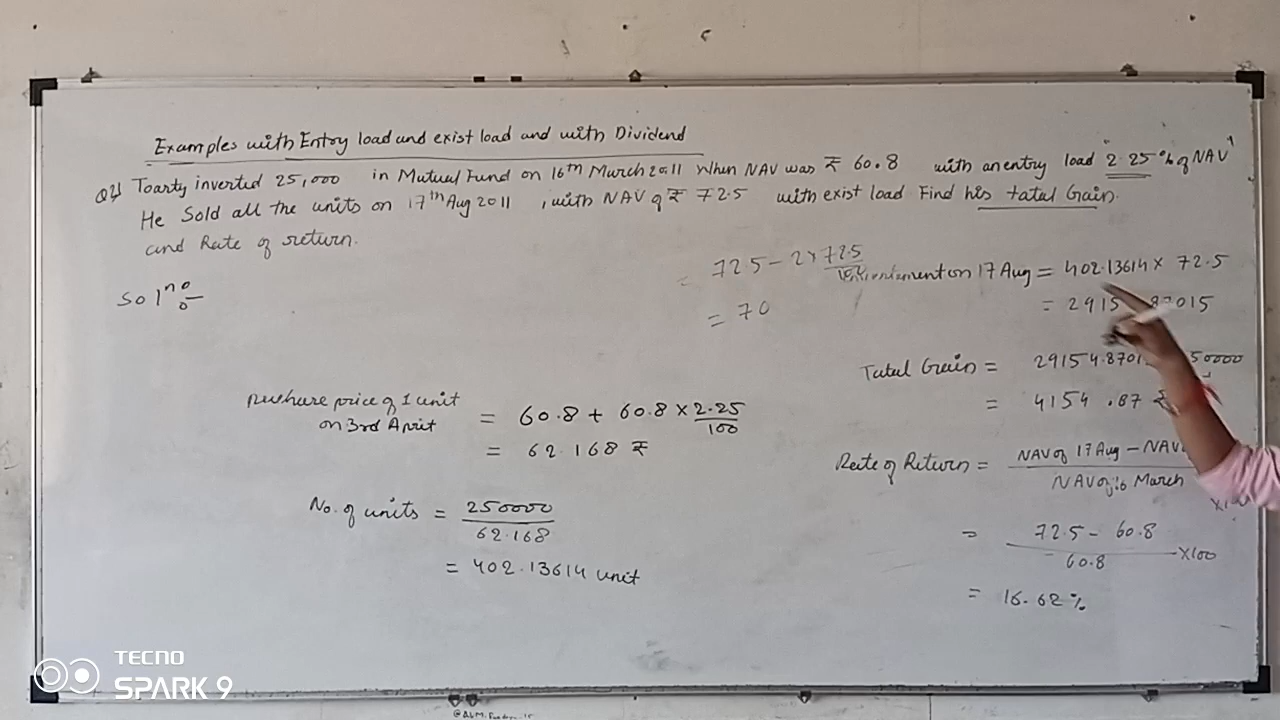 Examples with Entry load and exist load and with Dividend
Q4 Toarty inverted 25,000 in Mutual Fund on 16th March 2011 When NAV was ₹ 60.8 with an entry load "2.25% of NAV"
He Sold all the units on 17th Aug 2011 , with NAV of ₹ 72.5 with exist load Find his total Gain.
and Rate of return.
Soln:-
= 72.5 - 2 × 72.5
= 70
on 17 Aug = 402.13614 × 72.5
= 2915 015
Total Gain = 29154.870 50000
= 4154.87 ₹
purchase price of 1 unit
on 3rd April
= 60.8 + 60.8 × 2.25/100
= 62.168 ₹
Rate of Return = NAV of 17 Aug - NAV
NAV of 16 March
×100
No. of units = 250000
62.168
= 402.13614 unit
= 72.5 - 60.8
60.8 ×100
= 16.62%
TECNO
SPARK 9